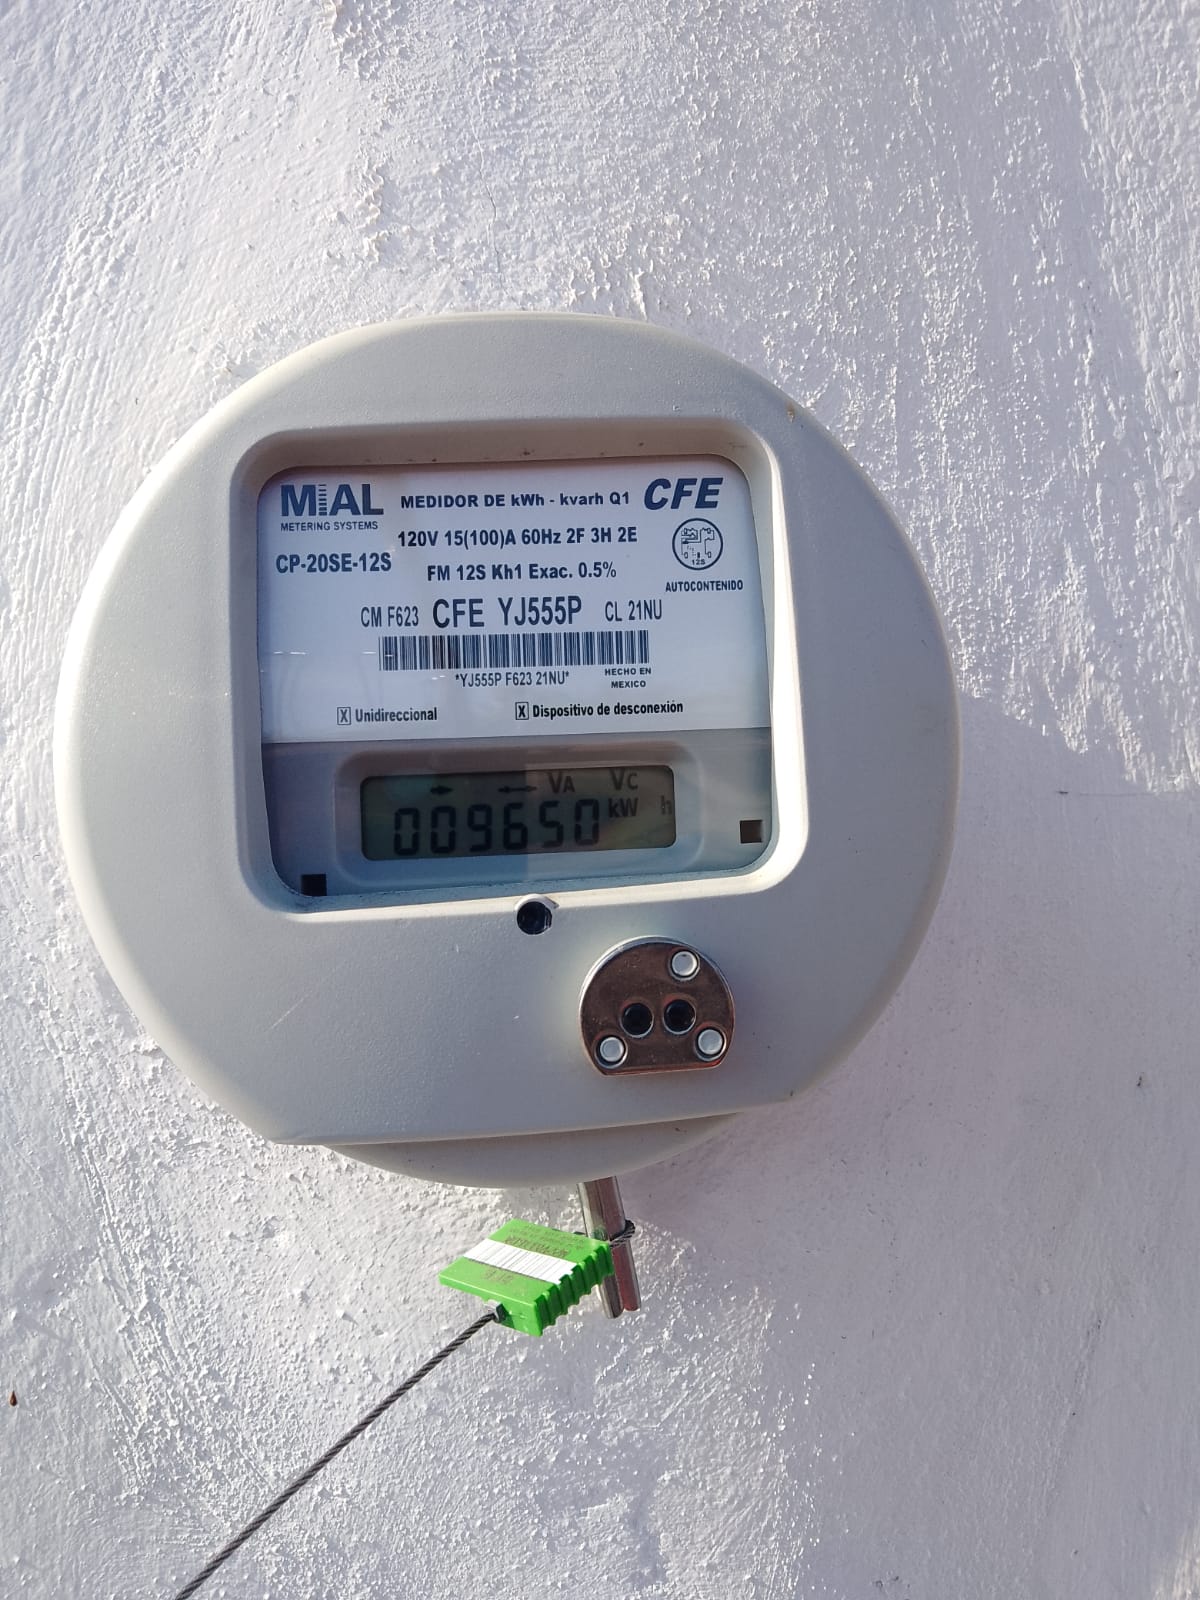 MIAL
METERING SYSTEMS
MEDIDOR DE kWh - kvarh Q1
CFE
120V 15(100)A 60Hz 2F 3H 2E
CP-20SE-12S
FM 12S Kh1 Exac. 0.5%
12S
AUTOCONTENIDO
CM F623 CFE YJ555P CL 21NU
*YJ555P F623 21NU*
HECHO EN
MEXICO
X Unidireccional
X Dispositivo de desconexión
VA VC
009650 kW h